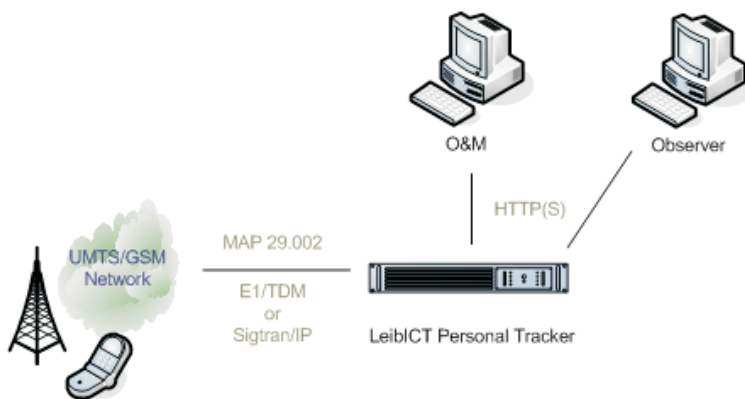 O&M
Observer
HTTP(S)
UMTS/GSM
Network
MAP 29.002
E1/TDM
or
Sigtran/IP
LeibICT Personal Tracker